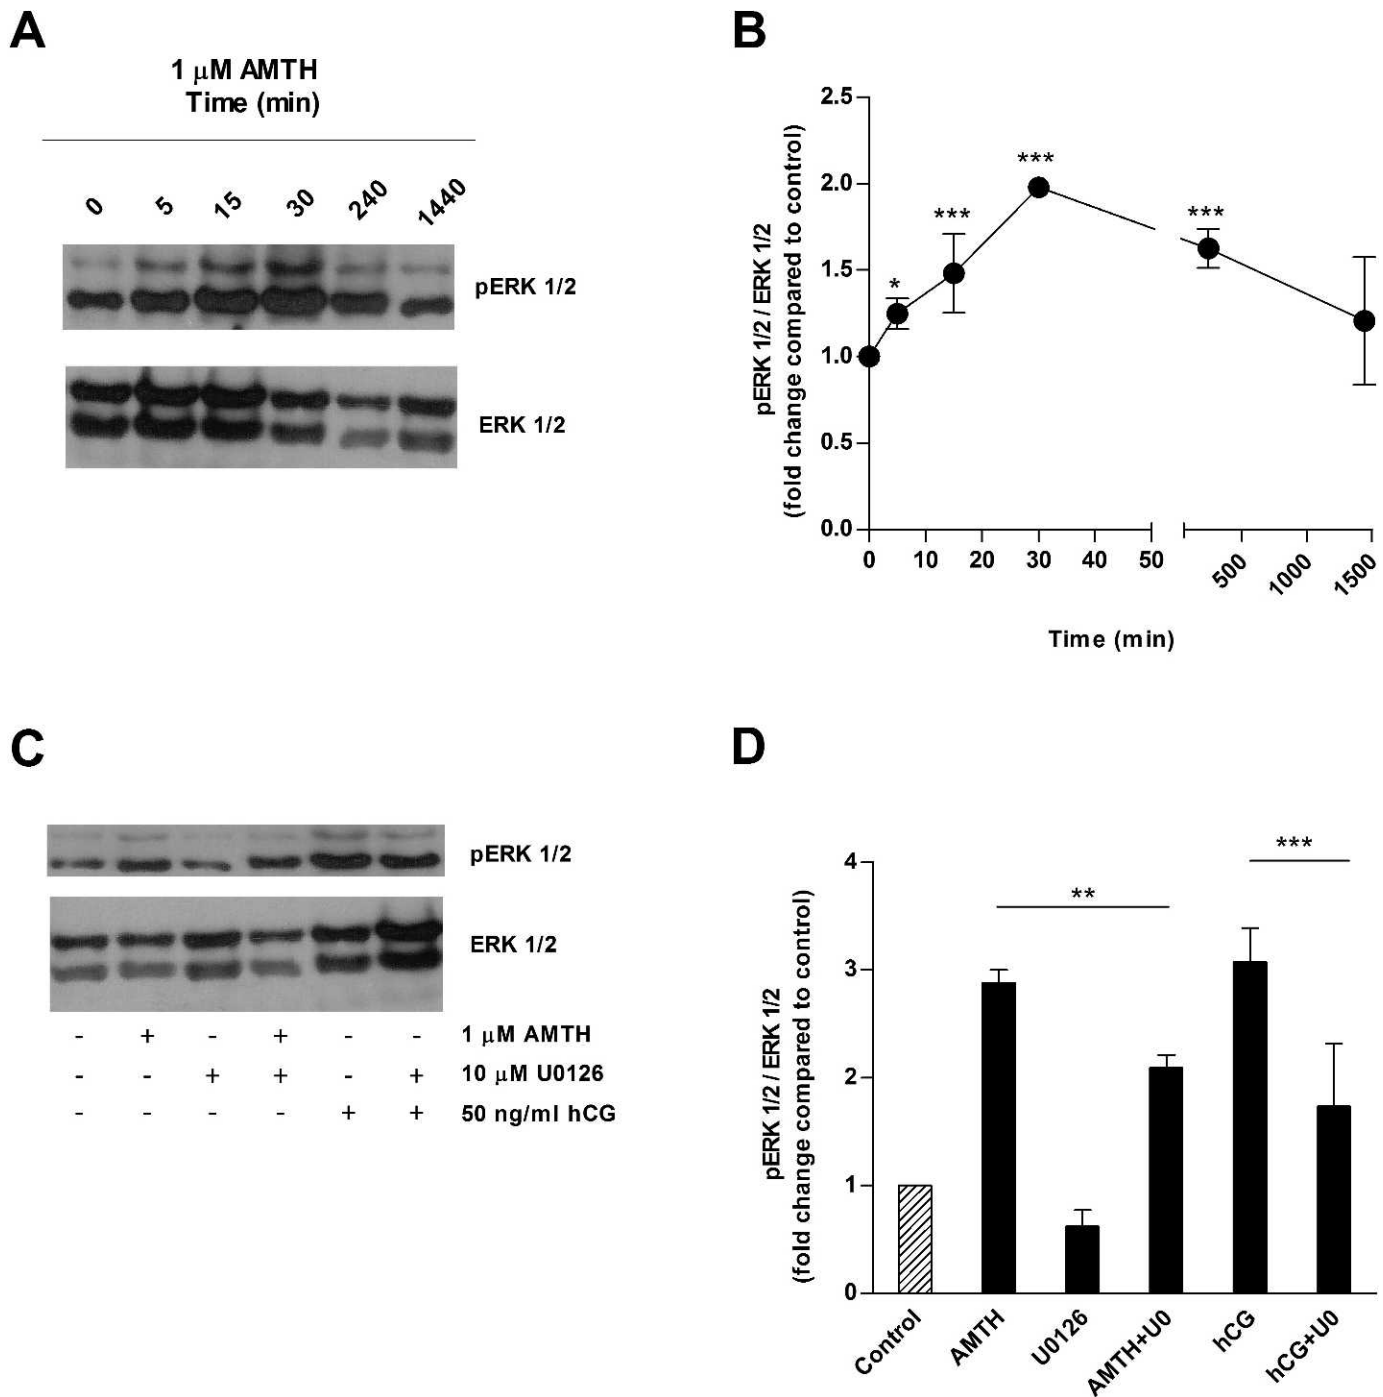 A
1 μM AMTH
Time (min)
0 5 15 30 240 1440
pERK 1/2
ERK 1/2
B
pERK 1/2 / ERK 1/2
(fold change compared to control)
2.5
2.0
1.5
1.0
0.5
0.0
*
***
***
***
0 10 20 30 40 50 500 1000 1500
Time (min)
C
pERK 1/2
ERK 1/2
- + - + - - 1 μM AMTH
- - + + - + 10 μM U0126
- - - - + + 50 ng/ml hCG
D
pERK 1/2 / ERK 1/2
(fold change compared to control)
4
3
2
1
0
**
***
Control AMTH U0126 AMTH+U0 hCG hCG+U0